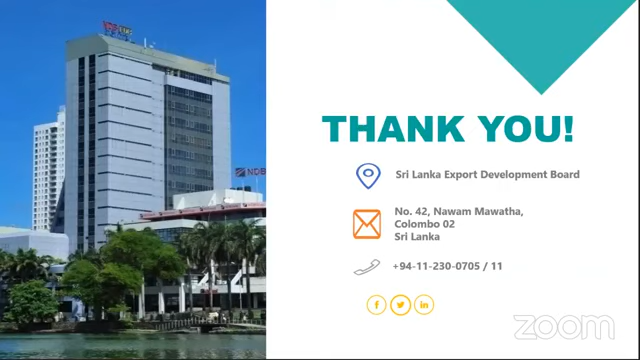 THANK YOU!
Sri Lanka Export Development Board
No. 42, Nawam Mawatha,
Colombo 02
Sri Lanka
+94-11-230-0705 / 11
NDB
zoom